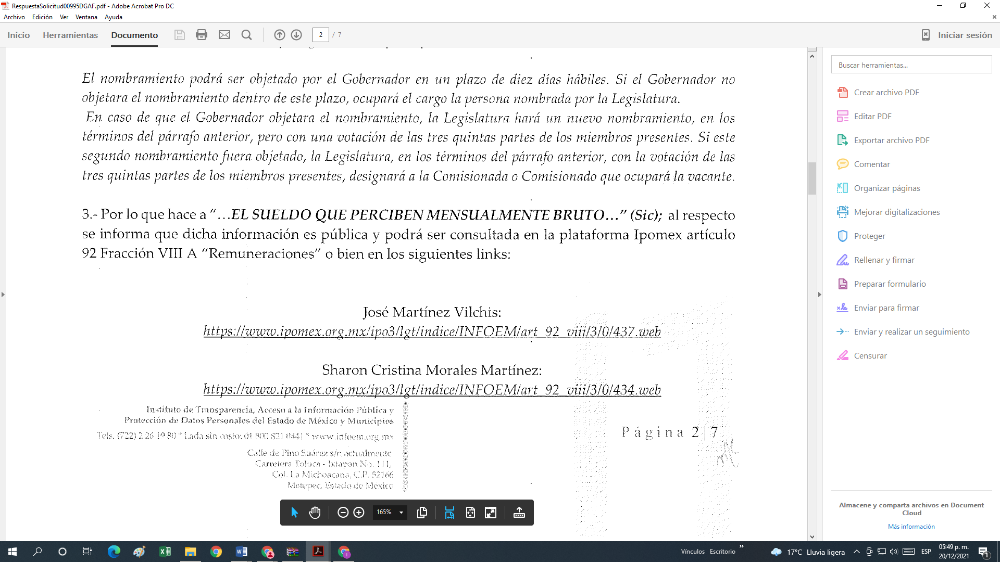 RespuestaSolicitud00995DGAF.pdf - Adobe Acrobat Pro DC
Archivo Edición Ver Ventana Ayuda
Inicio Herramientas Documento 2 / 7 Iniciar sesión
El nombramiento podrá ser objetado por el Gobernador en un plazo de diez días hábiles. Si el Gobernador no
objetara el nombramiento dentro de este plazo, ocupará el cargo la persona nombrada por la Legislatura.
En caso de que el Gobernador objetara el nombramiento, la Legislatura hará un nuevo nombramiento, en los
términos del párrafo anterior, pero con una votación de las tres quintas partes de los miembros presentes. Si este
segundo nombramiento fuera objetado, la Legislatura, en los términos del párrafo anterior, con la votación de las
tres quintas partes de los miembros presentes, designará a la Comisionada o Comisionado que ocupará la vacante.
3.- Por lo que hace a “…EL SUELDO QUE PERCIBEN MENSUALMENTE BRUTO…” (Sic); al respecto
se informa que dicha información es pública y podrá ser consultada en la plataforma Ipomex artículo
92 Fracción VIII A “Remuneraciones” o bien en los siguientes links:
José Martínez Vilchis:
https://www.ipomex.org.mx/ipo3/lgt/indice/INFOEM/art_92_viii/3/0/437.web
Sharon Cristina Morales Martínez:
https://www.ipomex.org.mx/ipo3/lgt/indice/INFOEM/art_92_viii/3/0/434.web
Instituto de Transparencia, Acceso a la Información Pública y
Protección de Datos Personales del Estado de México y Municipios
Tels. (722) 2 26 19 80 * Lada sin costo: 01 800 821 0441 * www.infoem.org.mx
Calle de Pino Suárez s/n actualmente
Carretera Toluca - Ixtapan No. 111,
Col. La Michoacana, C.P. 52166
Metepec, Estado de México
Página 2|7
165%
Buscar herramientas...
Crear archivo PDF
Editar PDF
Exportar archivo PDF
Comentar
Organizar páginas
Mejorar digitalizaciones
Proteger
Rellenar y firmar
Preparar formulario
Enviar para firmar
Enviar y realizar un seguimiento
Censurar
Almacene y comparta archivos en Document
Cloud
Más información
Vínculos Escritorio » 17°C Lluvia ligera ESP 05:49 p. m.
20/12/2021 1